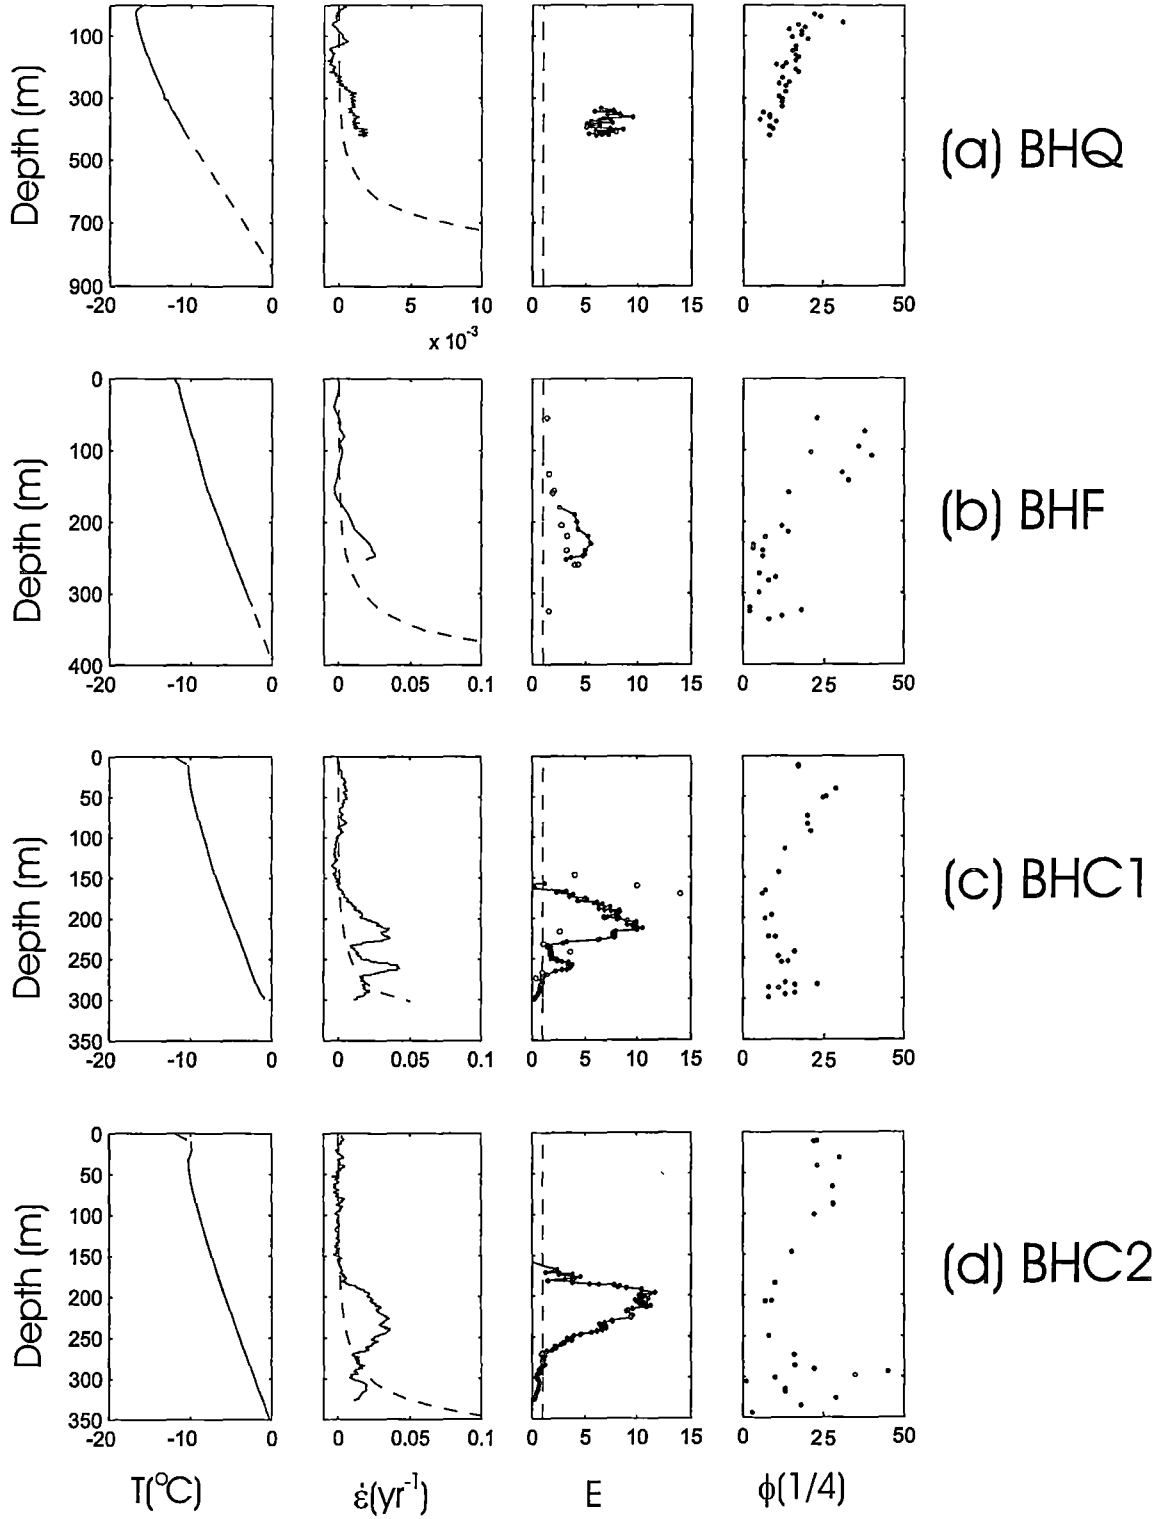 100
300
500
700
900
Depth (m)
-20 -10 0
0 5 10
x 10⁻³
0 5 10 15
0 25 50
(a) BHQ
0
100
200
300
400
Depth (m)
-20 -10 0
0 0.05 0.1
0 5 10 15
0 25 50
(b) BHF
0
50
100
150
200
250
300
350
Depth (m)
-20 -10 0
0 0.05 0.1
0 5 10 15
0 25 50
(c) BHC1
0
50
100
150
200
250
300
350
Depth (m)
-20 -10 0
0 0.05 0.1
0 5 10 15
0 25 50
(d) BHC2
T(°C)
ε̇(yr⁻¹)
E
ϕ(1/4)